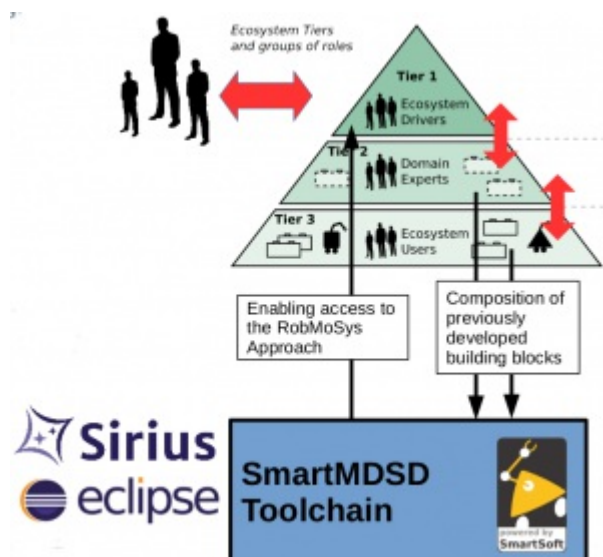 Ecosystem Tiers
and groups of roles
Tier 1
Ecosystem
Drivers
Tier 2
Domain
Experts
Tier 3
Ecosystem
Users
Enabling access to
the RobMoSys
Approach
Composition of
previously
developed
building blocks
Sirius
eclipse
SmartMDSD
Toolchain
powered by
SmartSoft